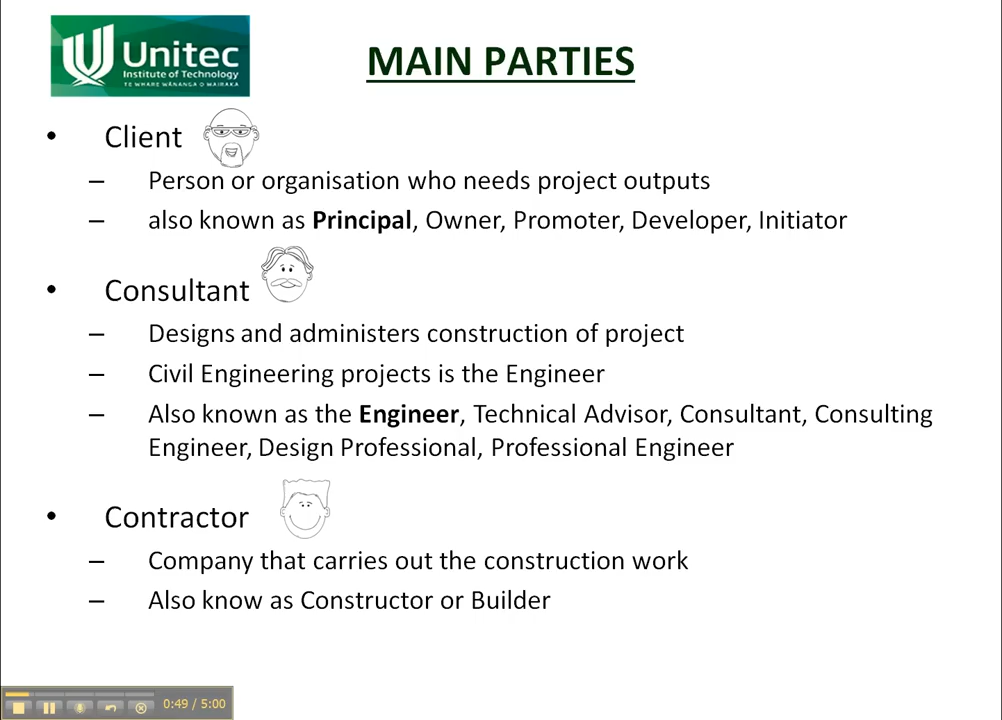 Unitec
Institute of Technology
TE WHARE WĀNANGA O WAIRAKA
MAIN PARTIES
• Client
– Person or organisation who needs project outputs
– also known as Principal, Owner, Promoter, Developer, Initiator
• Consultant
– Designs and administers construction of project
– Civil Engineering projects is the Engineer
– Also known as the Engineer, Technical Advisor, Consultant, Consulting
Engineer, Design Professional, Professional Engineer
• Contractor
– Company that carries out the construction work
– Also know as Constructor or Builder
0:49 / 5:00